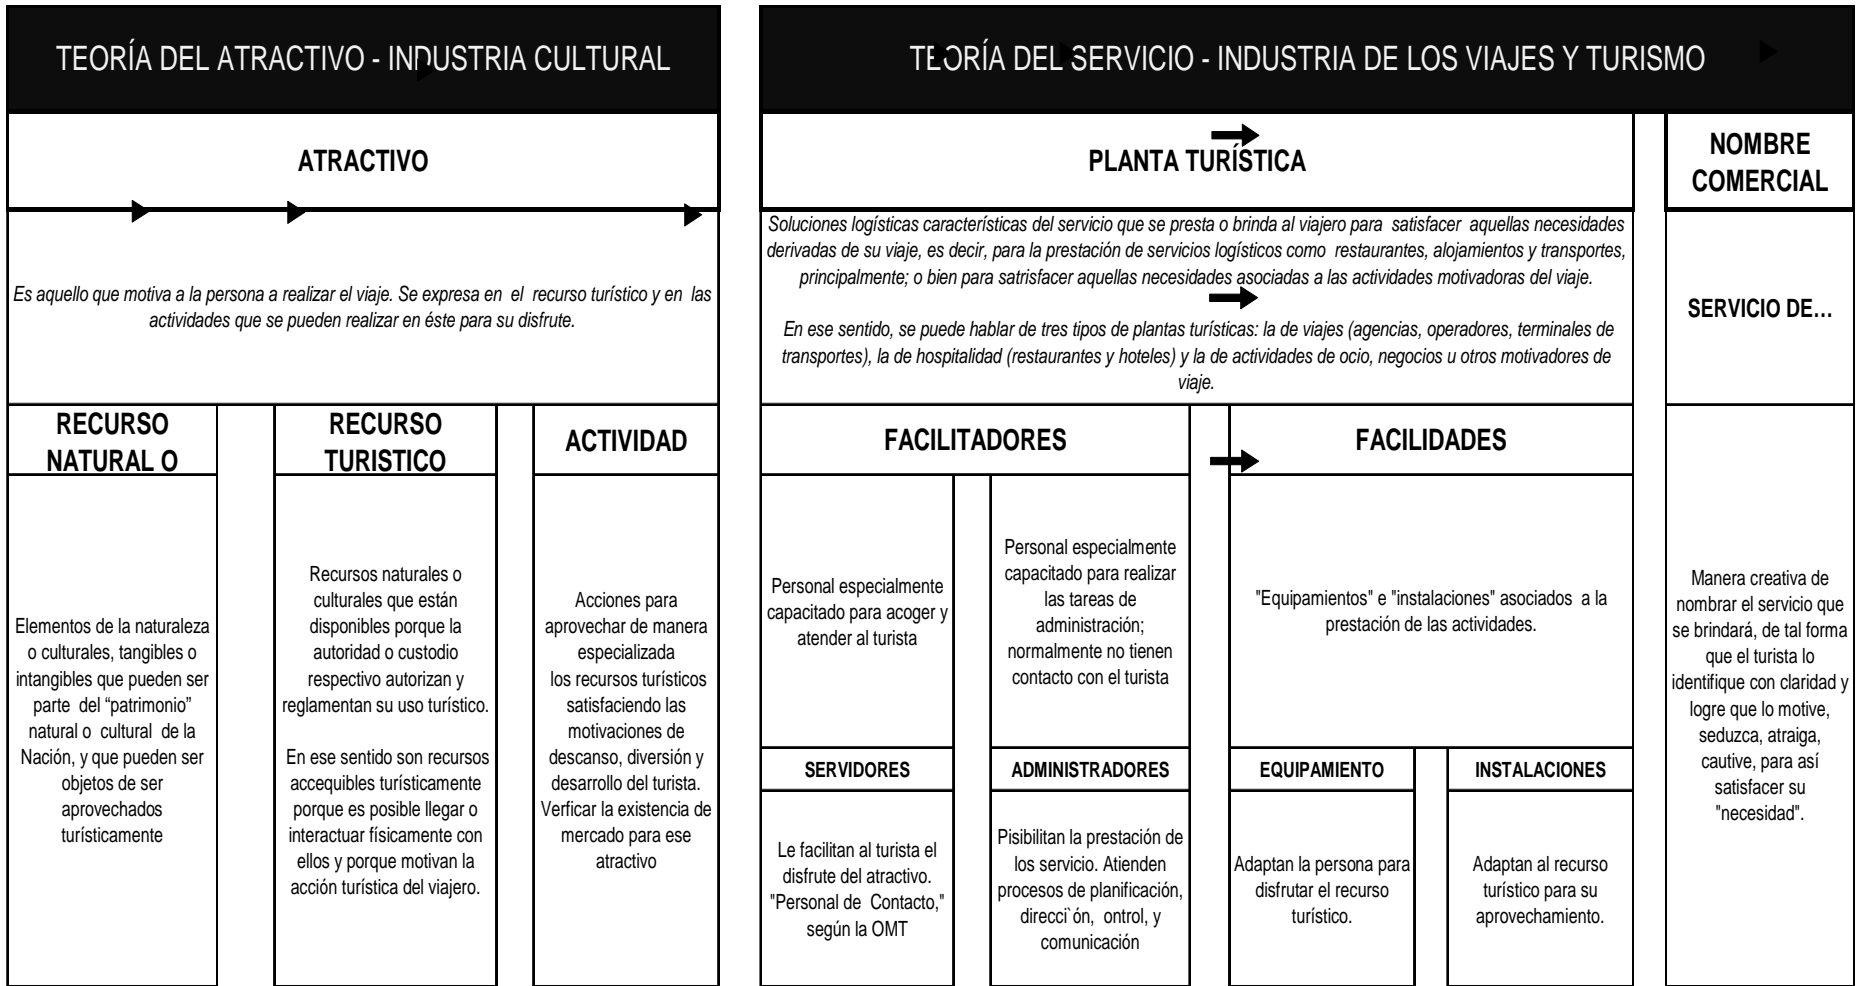 TEORÍA DEL ATRACTIVO - INDUSTRIA CULTURAL
TEORÍA DEL SERVICIO - INDUSTRIA DE LOS VIAJES Y TURISMO
ATRACTIVO
PLANTA TURÍSTICA
NOMBRE
COMERCIAL
Es aquello que motiva a la persona a realizar el viaje. Se expresa en el recurso turístico y en las
actividades que se pueden realizar en éste para su disfrute.
Soluciones logísticas características del servicio que se presta o brinda al viajero para satisfacer aquellas necesidades
derivadas de su viaje, es decir, para la prestación de servicios logísticos como restaurantes, alojamientos y transportes,
principalmente; o bien para satrisfacer aquellas necesidades asociadas a las actividades motivadoras del viaje.
En ese sentido, se puede hablar de tres tipos de plantas turísticas: la de viajes (agencias, operadores, terminales de
transportes), la de hospitalidad (restaurantes y hoteles) y la de actividades de ocio, negocios u otros motivadores de
viaje.
SERVICIO DE...
RECURSO
NATURAL O
RECURSO
TURISTICO
ACTIVIDAD
FACILITADORES
FACILIDADES
Elementos de la naturaleza
o culturales, tangibles o
intangibles que pueden ser
parte del “patrimonio”
natural o cultural de la
Nación, y que pueden ser
objetos de ser
aprovechados
turísticamente
Recursos naturales o
culturales que están
disponibles porque la
autoridad o custodio
respectivo autorizan y
reglamentan su uso turístico.
En ese sentido son recursos
accequibles turísticamente
porque es posible llegar o
interactuar físicamente con
ellos y porque motivan la
acción turística del viajero.
Acciones para
aprovechar de manera
especializada
los recursos turísticos
satisfaciendo las
motivaciones de
descanso, diversión y
desarrollo del turista.
Verficar la existencia de
mercado para ese
atractivo
Personal especialmente
capacitado para acoger y
atender al turista
Personal especialmente
capacitado para realizar
las tareas de
administración;
normalmente no tienen
contacto con el turista
"Equipamientos" e "instalaciones" asociados a la
prestación de las actividades.
Manera creativa de
nombrar el servicio que
se brindará, de tal forma
que el turista lo
identifique con claridad y
logre que lo motive,
seduzca, atraiga,
cautive, para así
satisfacer su
"necesidad".
SERVIDORES
ADMINISTRADORES
EQUIPAMIENTO
INSTALACIONES
Le facilitan al turista el
disfrute del atractivo.
"Personal de Contacto,"
según la OMT
Pisibilitan la prestación de
los servicio. Atienden
procesos de planificación,
direcci`ón, ontrol, y
comunicación
Adaptan la persona para
disfrutar el recurso
turístico.
Adaptan al recurso
turístico para su
aprovechamiento.